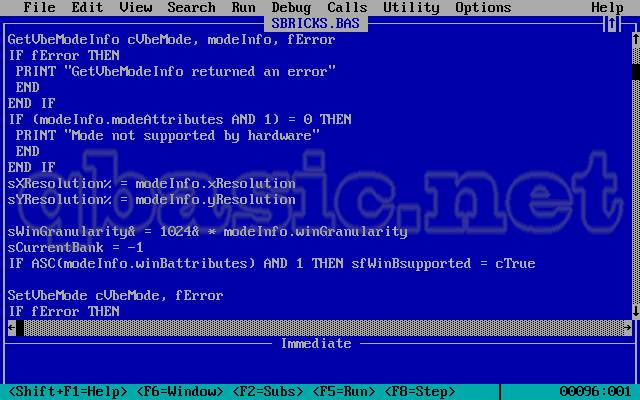 File Edit View Search Run Debug Calls Utility Options Help
SBRICKS.BAS
GetVbeModeInfo cVbeMode, modeInfo, fError
IF fError THEN
PRINT "GetVbeModeInfo returned an error"
END
END IF
IF (modeInfo.modeAttributes AND 1) = 0 THEN
PRINT "Mode not supported by hardware"
END
END IF
sXResolution% = modeInfo.xResolution
sYResolution% = modeInfo.yResolution
qbasic.net
sWinGranularity& = 1024& * modeInfo.winGranularity
sCurrentBank = -1
IF ASC(modeInfo.winBattributes) AND 1 THEN sfWinBsupported = cTrue
SetVbeMode cVbeMode, fError
IF fError THEN
Immediate
<Shift+F1=Help> <F6=Window> <F2=Subs> <F5=Run> <F8=Step> 00096:001